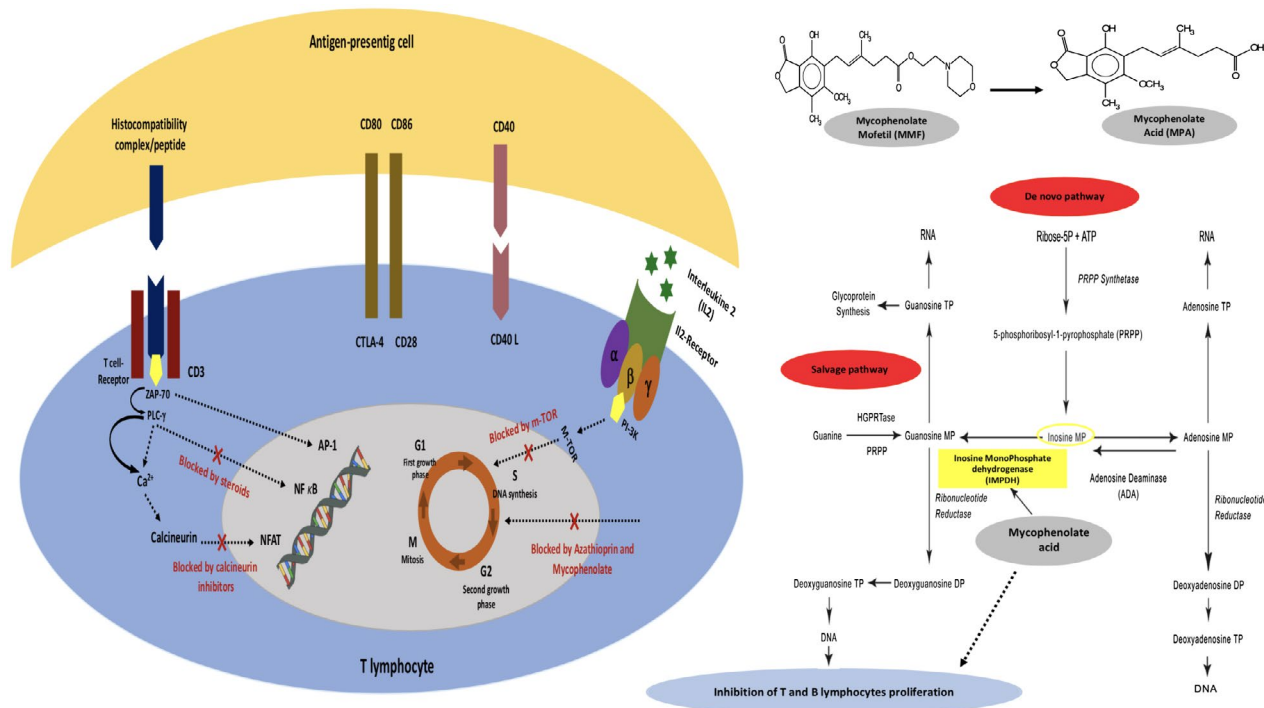 Antigen-presentig cell
Histocompatibility
complex/peptide
CD80
CD86
CD40
CTLA-4
CD28
CD40 L
Interleukine 2
(IL2)
Il2-Receptor
α
β
γ
T cell-
Receptor
CD3
ZAP-70
PLC-γ
Ca2+
Calcineurin
AP-1
NF κB
NFAT
Blocked by steroids
Blocked by calcineurin
inhibitors
PI-3K
M-TOR
Blocked by m-TOR
G1
First growth
phase
S
DNA synthesis
M
Mitosis
G2
Second growth
phase
Blocked by Azathioprin and
Mycophenolate
T lymphocyte
O
OH
CH3
O
O
O
N
O
OCH3
CH3
Mycophenolate
Mofetil (MMF)
O
OH
CH3
OH
O
O
OCH3
CH3
Mycophenolate
Acid (MPA)
De novo pathway
Ribose-5P + ATP
PRPP Synthetase
5-phosphoribosyl-1-pyrophosphate (PRPP)
RNA
Glycoprotein
Synthesis
Guanosine TP
RNA
Adenosine TP
Salvage pathway
HGPRTase
Guanine
PRPP
Guanosine MP
Inosine MP
Adenosine MP
Inosine MonoPhosphate
dehydrogenase
(IMPDH)
Adenosine Deaminase
(ADA)
Ribonucleotide
Reductase
Ribonucleotide
Reductase
Mycophenolate
acid
Deoxyguanosine TP
Deoxyguanosine DP
DNA
Deoxyadenosine DP
Deoxyadenosine TP
DNA
Inhibition of T and B lymphocytes proliferation